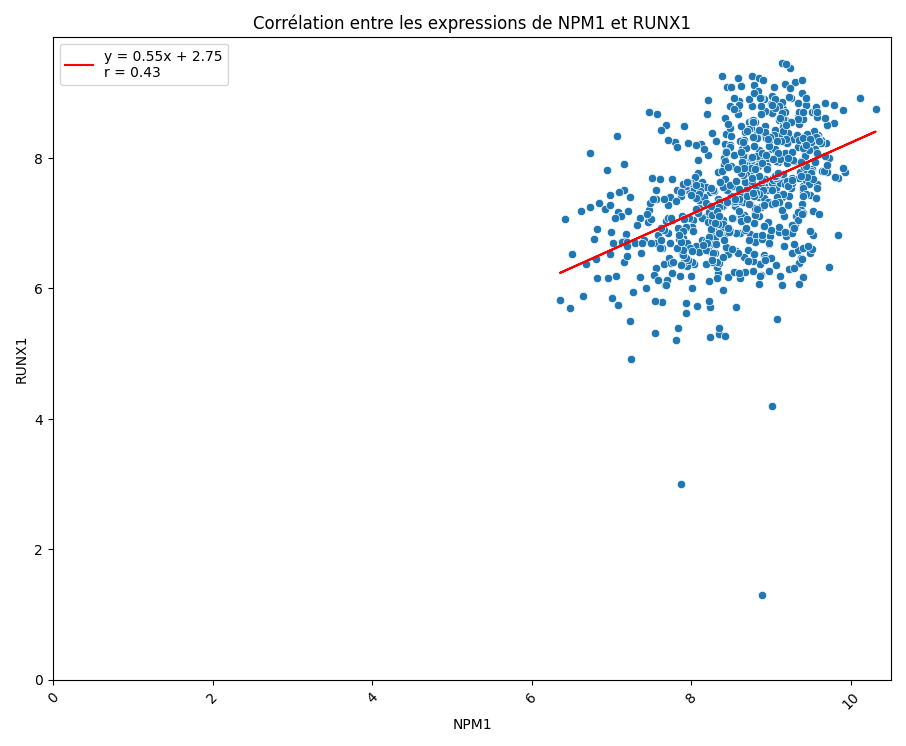 Corrélation entre les expressions de NPM1 et RUNX1
y = 0.55x + 2.75
r = 0.43
RUNX1
8
6
4
2
0
0 2 4 6 8 10
NPM1